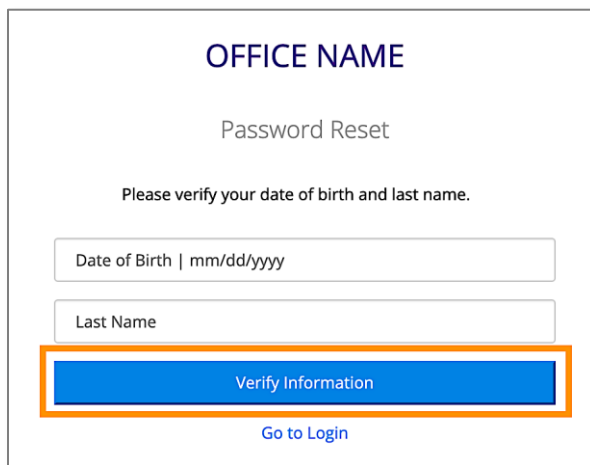 OFFICE NAME
Password Reset
Please verify your date of birth and last name.
Date of Birth | mm/dd/yyyy
Last Name
Verify Information
Go to Login